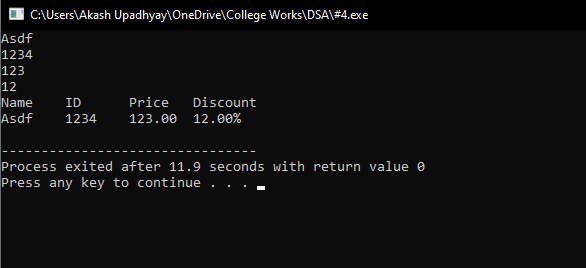 C:\Users\Akash Upadhyay\OneDrive\College Works\DSA\#4.exe
Asdf
1234
123
12
Name    ID      Price   Discount
Asdf    1234    123.00  12.00%
--------------------------------
Process exited after 11.9 seconds with return value 0
Press any key to continue . . .